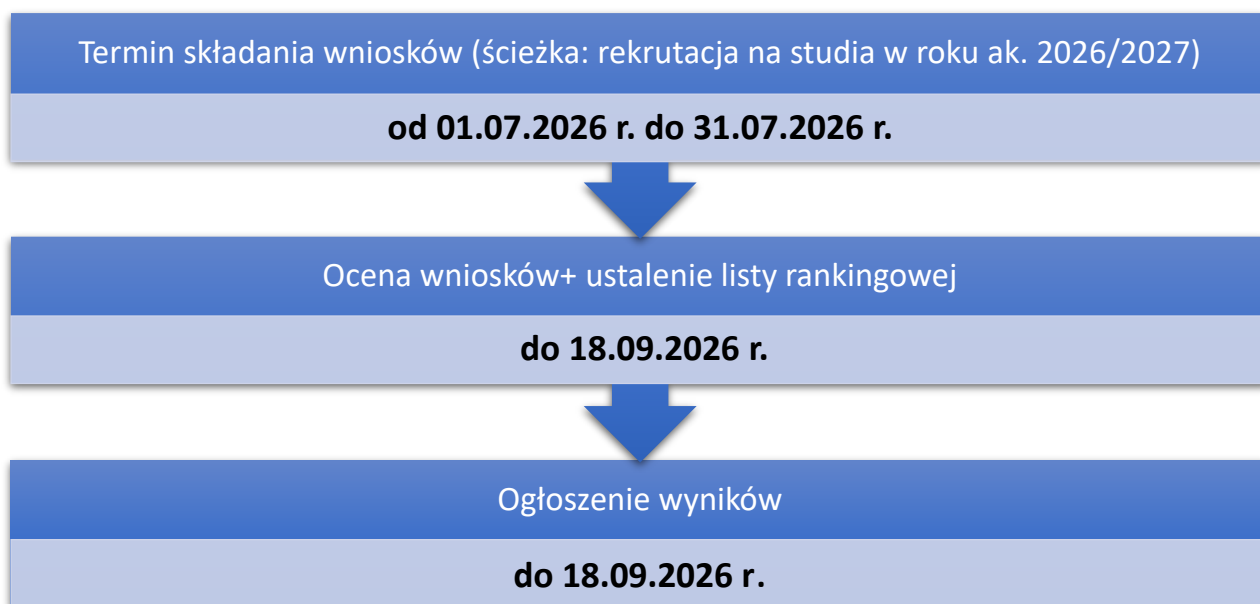 Termin składania wniosków (ścieżka: rekrutacja na studia w roku ak. 2026/2027)
od 01.07.2026 r. do 31.07.2026 r.
Ocena wniosków+ ustalenie listy rankingowej
do 18.09.2026 r.
Ogłoszenie wyników
do 18.09.2026 r.